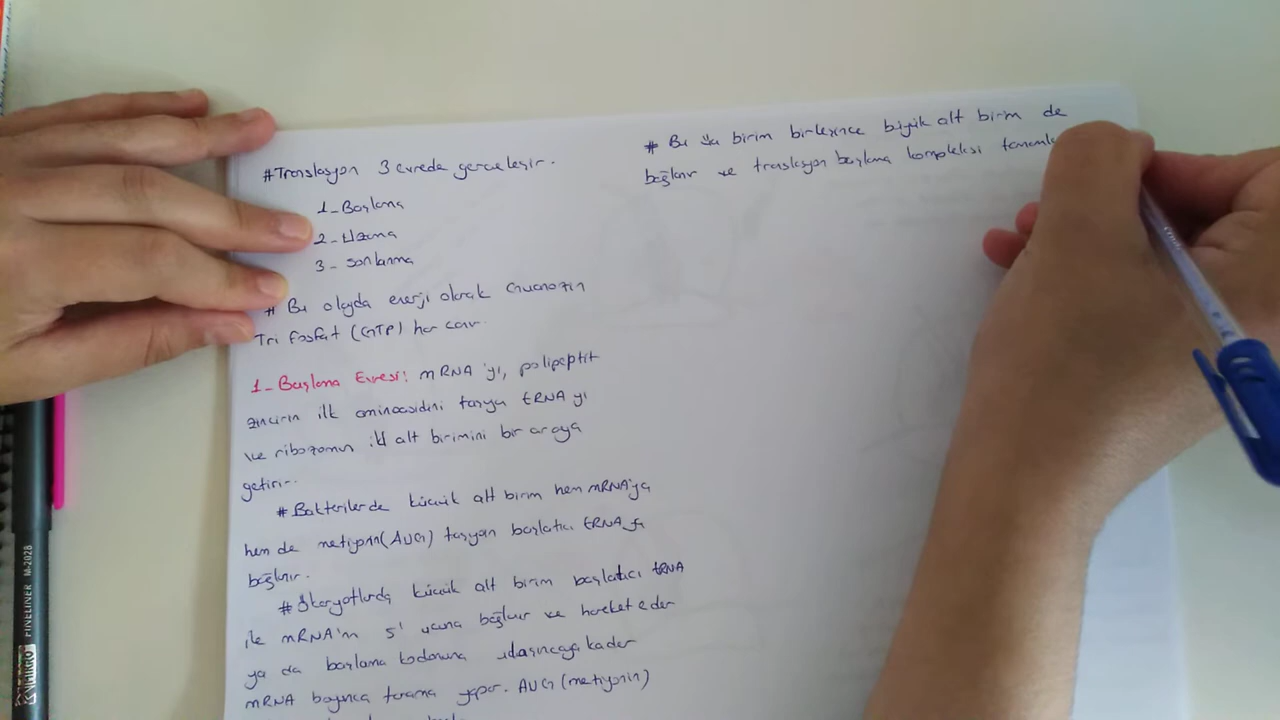 #Translasyon 3 evrede gerçeleşir.
1-Başlama
2-Uzama
3-Sonlanma
# Bu olayda enerji olarak Guanozin
Tri fosfat (GTP) harcanır.
1-Başlama Evresi: mRNA'yı, polipeptit
zincirin ilk aminoasidini taşıyan tRNA yı
ve ribozomun iki alt birimini bir araya
getirir.
#Bakterilerde küçük alt birim hem mRNA'ya
hem de metiyonin(AUG) taşıyan başlatıcı tRNA ya
bağlanır.
#Ökaryotlarda küçük alt birim başlatıcı tRNA
ile mRNA'nın 5' ucuna bağlanır ve hareket eder
ya da başlama kodonuna ulaşıncaya kadar
mRNA boyunca tarama yapar. AUG (metiyonin)
# Bu iki birim birleşince büyük alt birim de
bağlanır ve translasyon başlama kompleksi
FINELINER M-2028
MIKRO